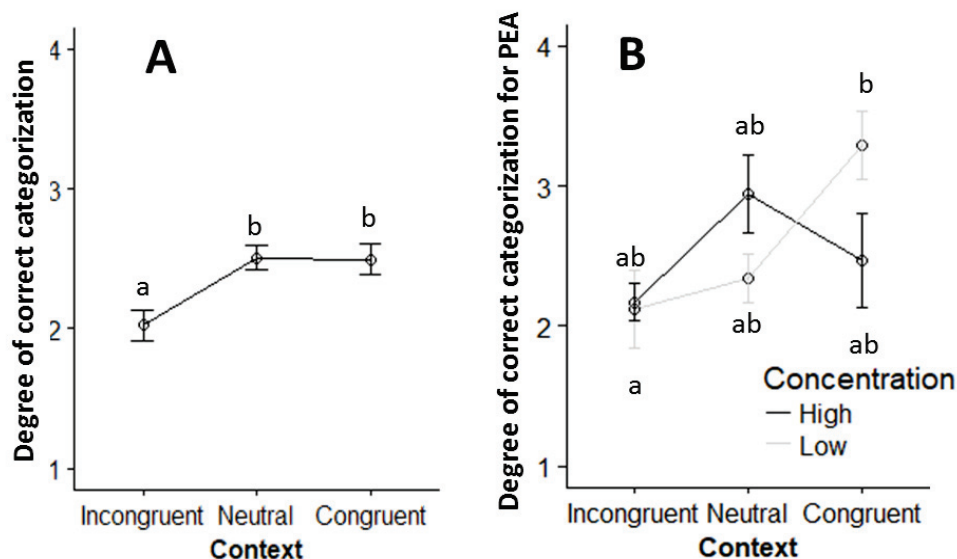 A
Degree of correct categorization
4
3
2
1
a
b
b
Incongruent Neutral Congruent
Context
B
Degree of correct categorization for PEA
4
3
2
1
ab
ab
b
a
ab
ab
Concentration
High
Low
Incongruent Neutral Congruent
Context